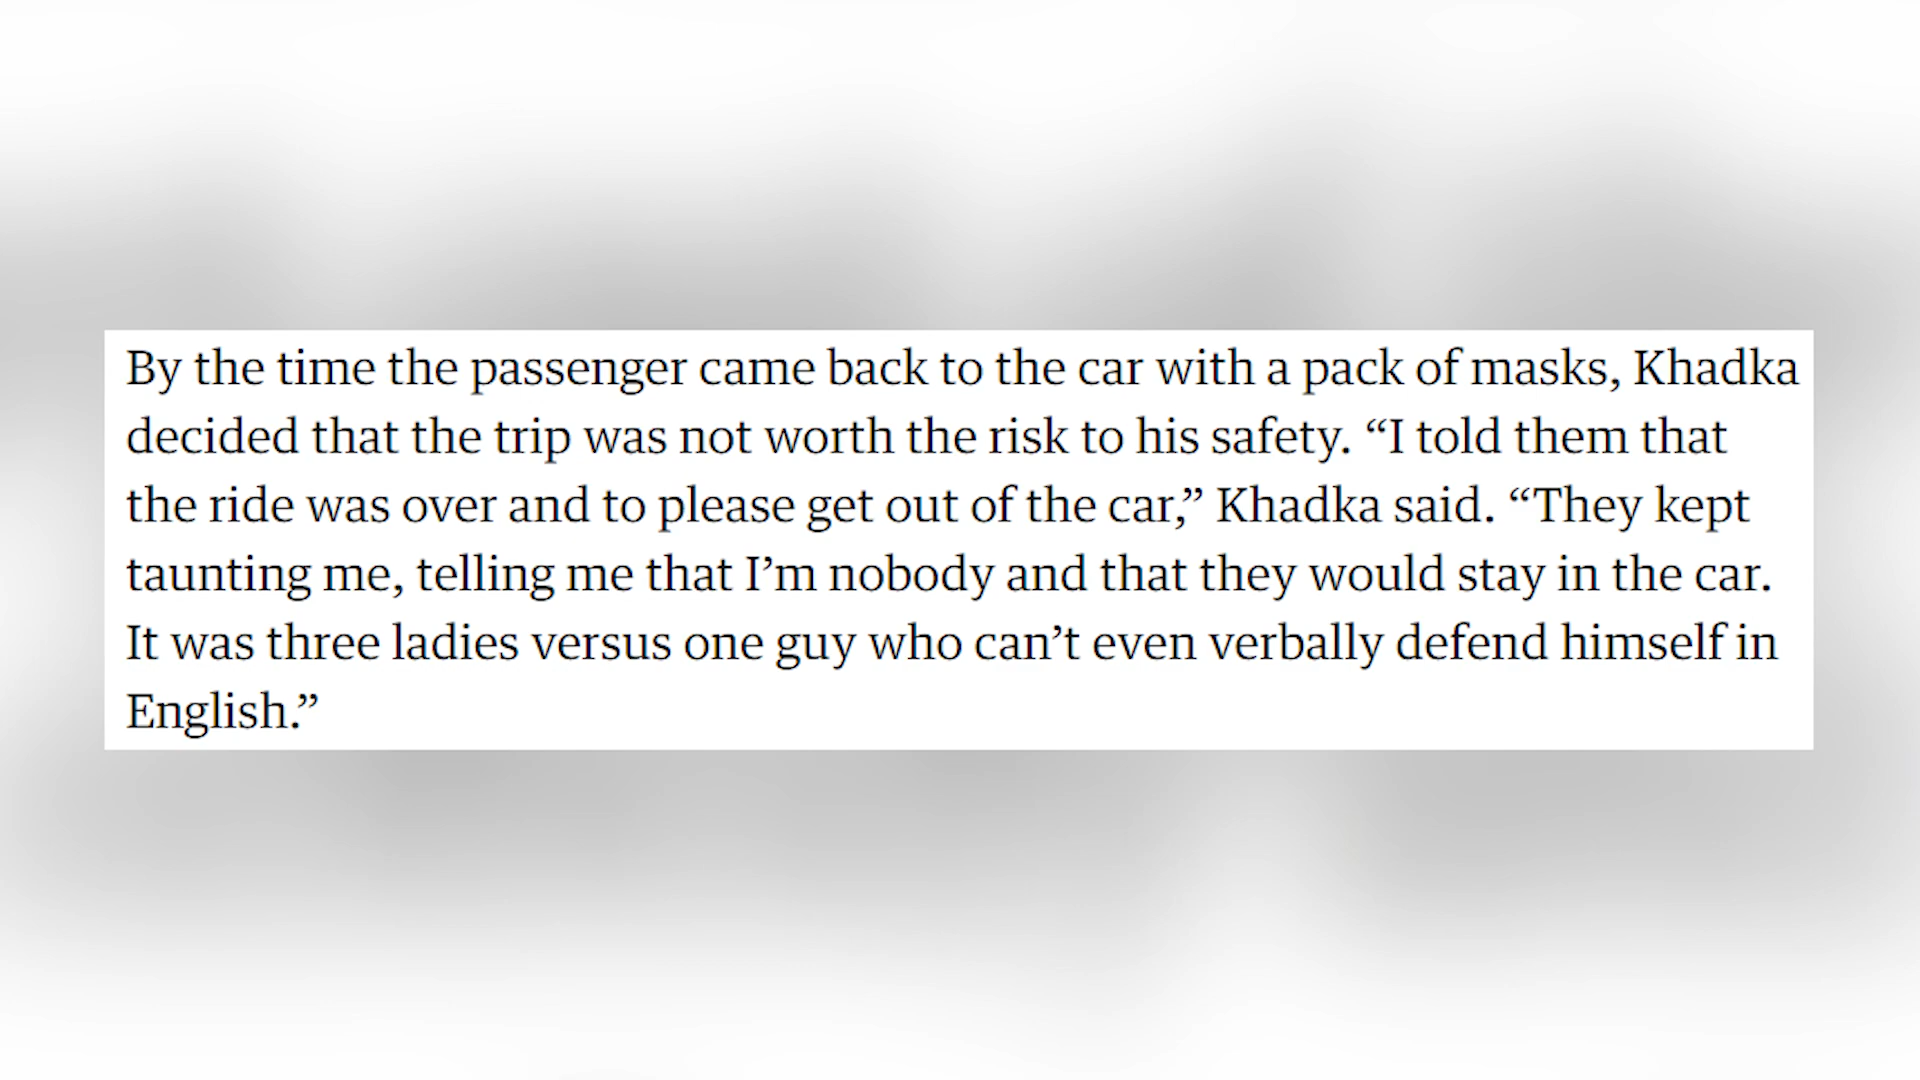 By the time the passenger came back to the car with a pack of masks, Khadka
decided that the trip was not worth the risk to his safety. “I told them that
the ride was over and to please get out of the car,” Khadka said. “They kept
taunting me, telling me that I’m nobody and that they would stay in the car.
It was three ladies versus one guy who can’t even verbally defend himself in
English.”